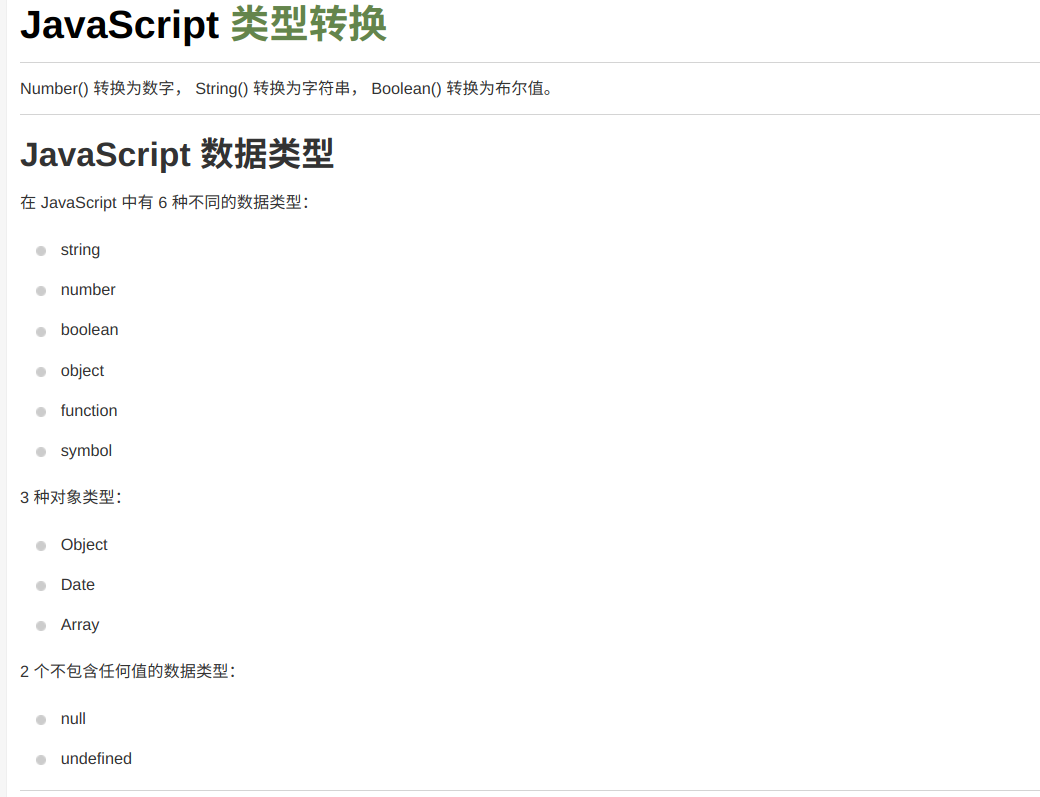 JavaScript 类型转换
Number() 转换为数字， String() 转换为字符串， Boolean() 转换为布尔值。
JavaScript 数据类型
在 JavaScript 中有 6 种不同的数据类型：
string
number
boolean
object
function
symbol
3 种对象类型：
Object
Date
Array
2 个不包含任何值的数据类型：
null
undefined